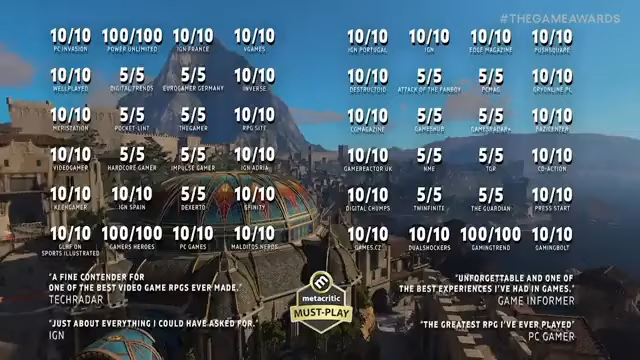 #THEGAMEAWARDS
10/10 100/100 10/10 10/10
PC INVASION POWER UNLIMITED IGN FRANCE VGAMES
10/10 5/5 5/5 10/10
WELLPLAYED DIGITAL TRENDS EUROGAMER GERMANY INVERSE
10/10 5/5 5/5 10/10
MERISTATION POCKET-LINT THEGAMER RPG SITE
10/10 5/5 5/5 10/10
VIDEOGAMER HARDCORE GAMER IMPULSE GAMER IGN ADRIA
10/10 10/10 5/5 10/10
KEENGAMER IGN SPAIN DEXERTO GFINITY
10/10 100/100 10/10 10/10
GLHF ON SPORTS ILLUSTRATED GAMERS HEROES PC GAMES MALDITOS NERDS
10/10 10/10 10/10 10/10
IGN PORTUGAL IGN EDGE MAGAZINE PUSHSQUARE
10/10 5/5 5/5 10/10
DESTRUCTOID ATTACK OF THE FANBOY PCMAG GRYONLINE.PL
10/10 5/5 5/5 10/10
CGMAGAZINE GAMESHUB GAMESRADAR+
10/10 5/5 5/5 10/10
GAMEREACTOR UK NME TGR CD-ACTION
10/10 5/5 5/5 10/10
DIGITAL CHUMPS TWINFINITE THE GUARDIAN PRESS START
10/10 10/10 100/100 10/10
GAMES.CZ DUALSHOCKERS GAMINGTREND GAMINGBOLT
"A FINE CONTENDER FOR
ONE OF THE BEST VIDEO GAME RPGS EVER MADE."
TECHRADAR
"JUST ABOUT EVERYTHING I COULD HAVE ASKED FOR."
IGN
m
metacritic
MUST-PLAY
"UNFORGETTABLE AND ONE OF
THE BEST EXPERIENCES I'VE HAD IN GAMES."
GAME INFORMER
"THE GREATEST RPG I'VE EVER PLAYED"
PC GAMER